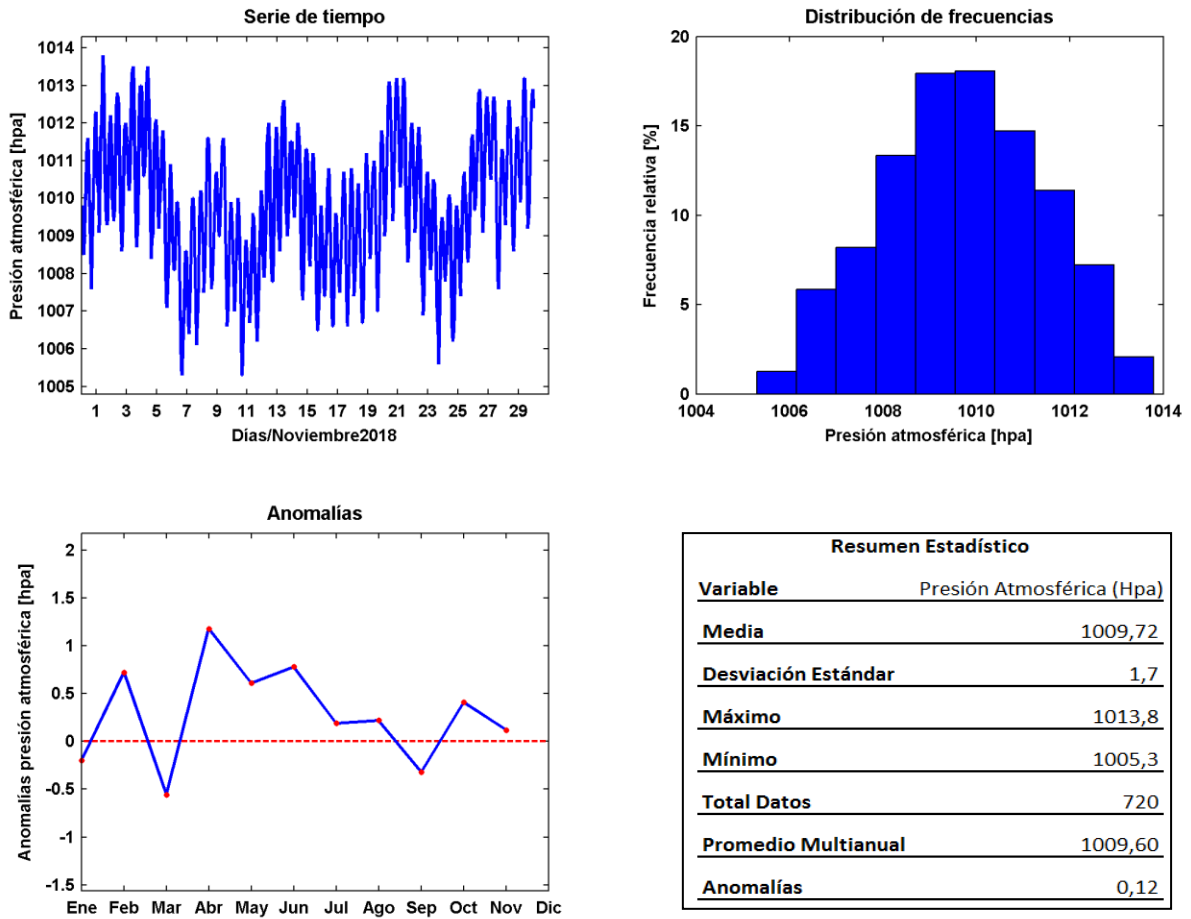 Serie de tiempo
Presión atmosférica [hpa]
1014
1013
1012
1011
1010
1009
1008
1007
1006
1005
1 3 5 7 9 11 13 15 17 19 21 23 25 27 29
Días/Noviembre2018
Distribución de frecuencias
Frecuencia relativa [%]
20
15
10
5
0
1004 1006 1008 1010 1012 1014
Presión atmosférica [hpa]
Anomalías
Anomalias presión atmosférica [hpa]
2
1.5
1
0.5
0
-0.5
-1
-1.5
Ene Feb Mar Abr May Jun Jul Ago Sep Oct Nov Dic
Resumen Estadístico
Variable Presión Atmosférica (Hpa)
Media 1009,72
Desviación Estándar 1,7
Máximo 1013,8
Mínimo 1005,3
Total Datos 720
Promedio Multianual 1009,60
Anomalías 0,12